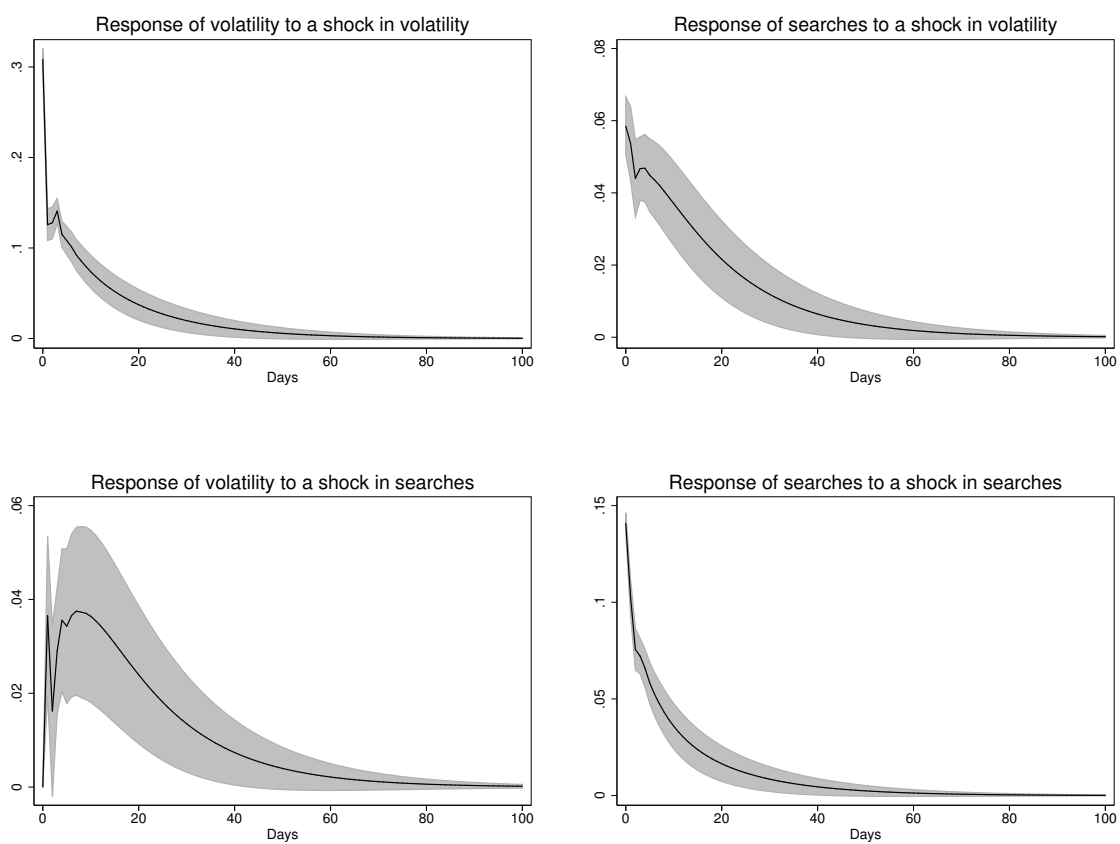 Response of volatility to a shock in volatility
.3
.2
.1
0
0 20 40 60 80 100
Days
Response of searches to a shock in volatility
.08
.06
.04
.02
0
0 20 40 60 80 100
Days
Response of volatility to a shock in searches
.06
.04
.02
0
0 20 40 60 80 100
Days
Response of searches to a shock in searches
.15
.1
.05
0
0 20 40 60 80 100
Days